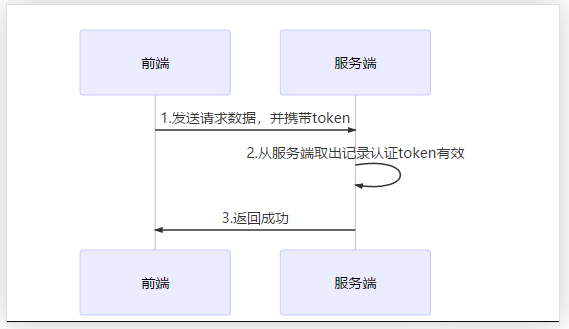 前端
服务端
1.发送请求数据，并携带token
2.从服务端取出记录认证token有效
3.返回成功
前端
服务端